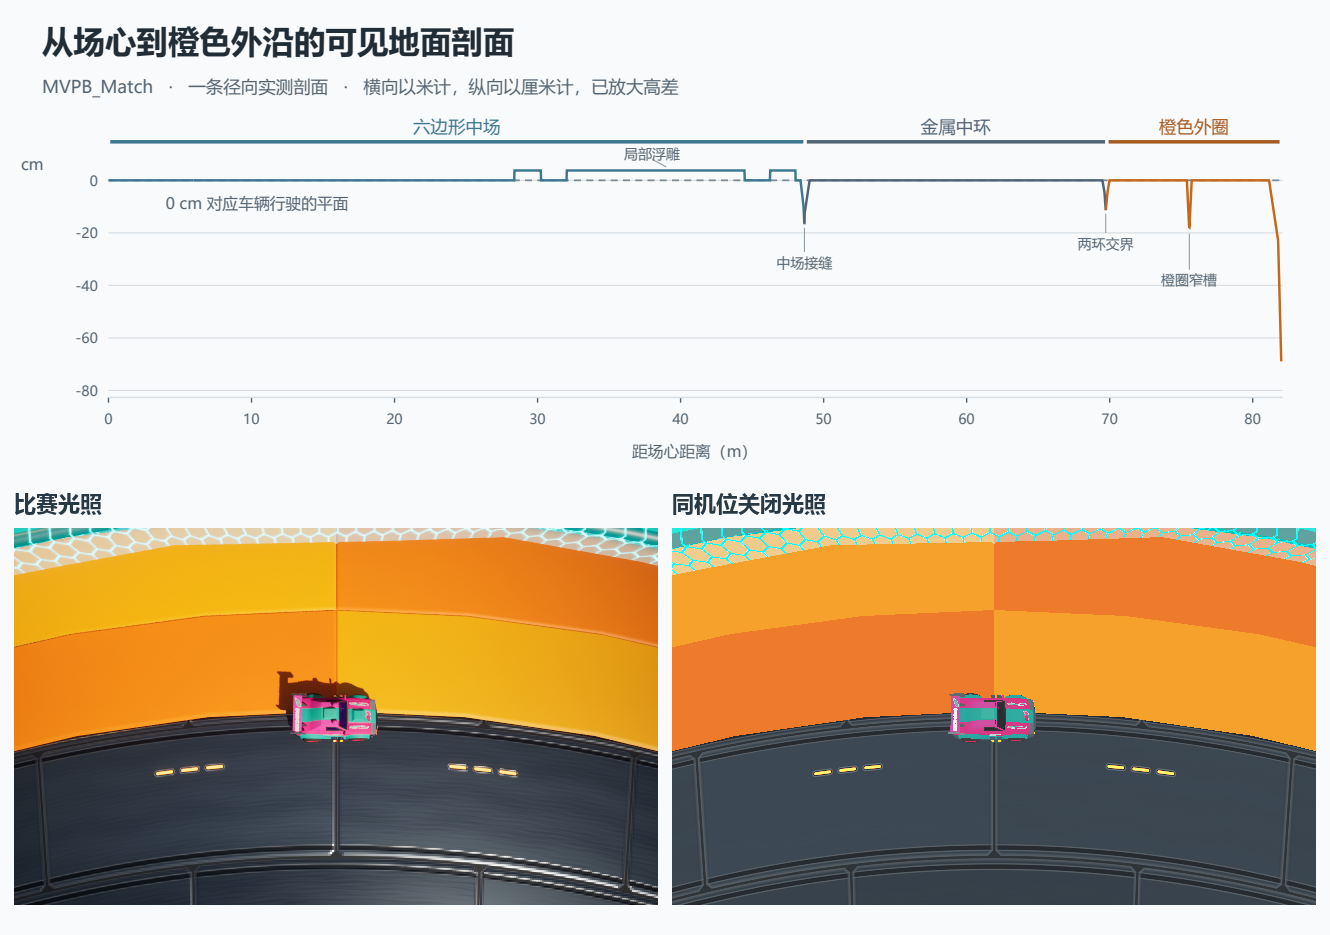 从场心到橙色外沿的可见地面剖面
MVPB_Match · 一条径向实测剖面 · 横向以米计，纵向以厘米计，已放大高差
六边形中场
金属中环
橙色外圈
cm
局部浮雕
0
0 cm 对应车辆行驶的平面
-20
两环交界
中场接缝
橙圈窄槽
-40
-60
-80
0 10 20 30 40 50 60 70 80
距场心距离（m）
比赛光照
同机位关闭光照